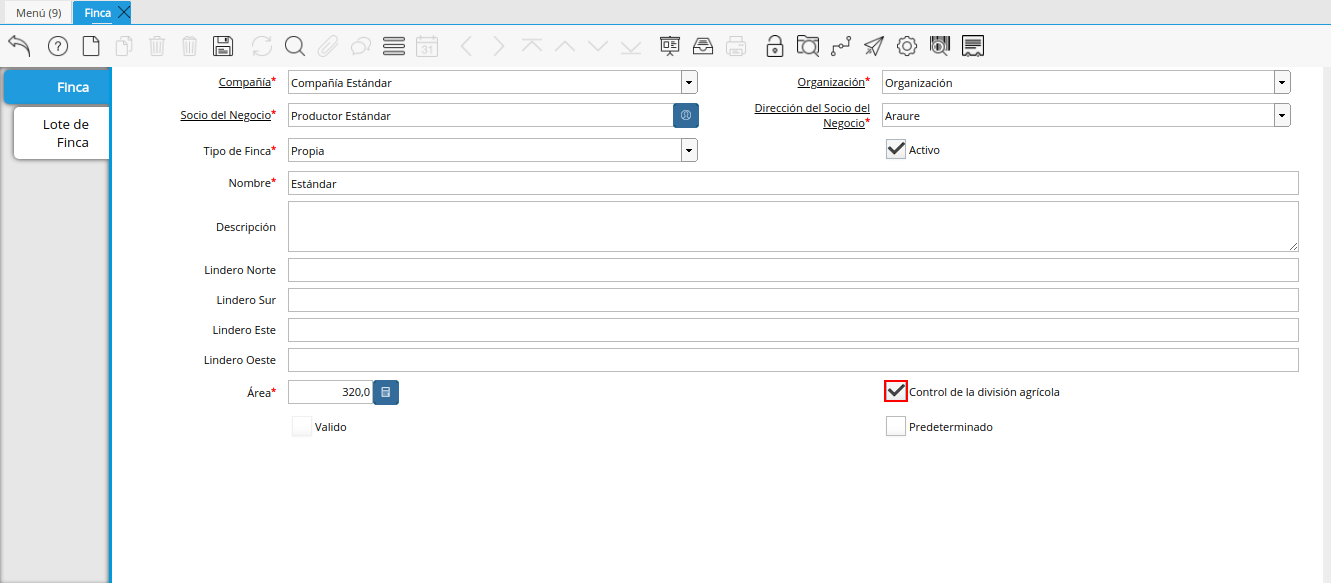 Menú (9)
Finca
31
Finca
Lote de
Finca
Compañía*
Compañía Estándar
Organización*
Organización
Socio del Negocio*
Productor Estándar
Dirección del Socio del
Negocio*
Araure
Tipo de Finca*
Propia
Activo
Nombre*
Estándar
Descripción
Lindero Norte
Lindero Sur
Lindero Este
Lindero Oeste
Área*
320,0
Control de la división agrícola
Valido
Predeterminado